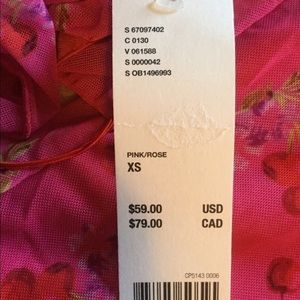 S 67097402
C 0130
V 061588
S 0000042
S OB1496993
PINK/ROSE
XS
$59.00 USD
$79.00 CAD
CP5143 0006